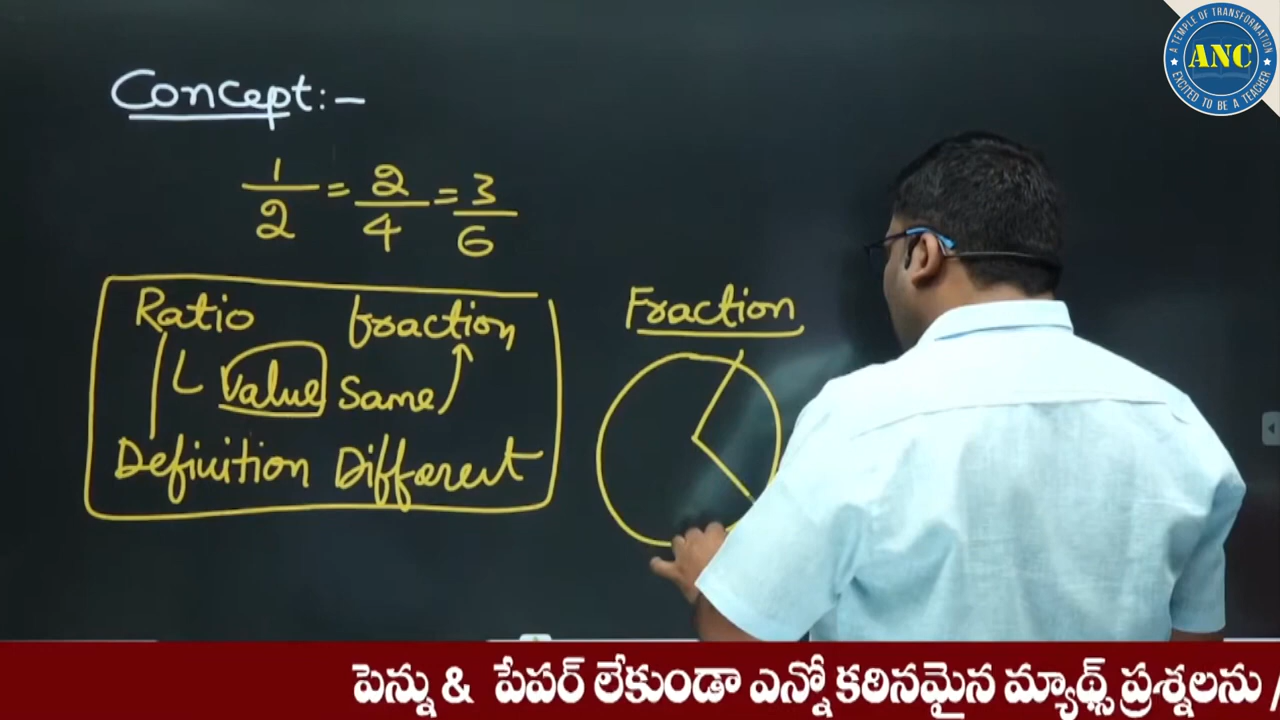 Concept:-
1/2 = 2/4 = 3/6
Ratio fraction
Value Same
Definition Different
Fraction
A TEMPLE OF TRANSFORMATION
ANC
EXCITED TO BE A TEACHER
పెన్ను & పేపర్ లేకుండా ఎన్నో కఠినమైన మ్యాథ్స్ ప్రశ్నలను /